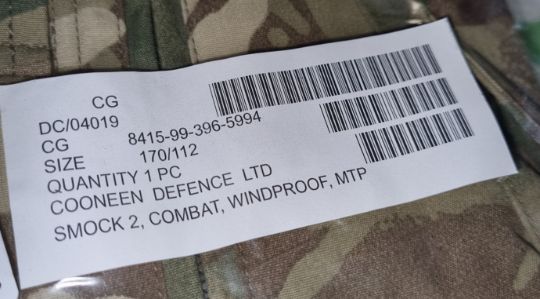 CG
DC/04019
CG 8415-99-396-5994
SIZE 170/112
QUANTITY 1 PC
COONEEN DEFENCE LTD
SMOCK 2, COMBAT, WINDPROOF, MTP